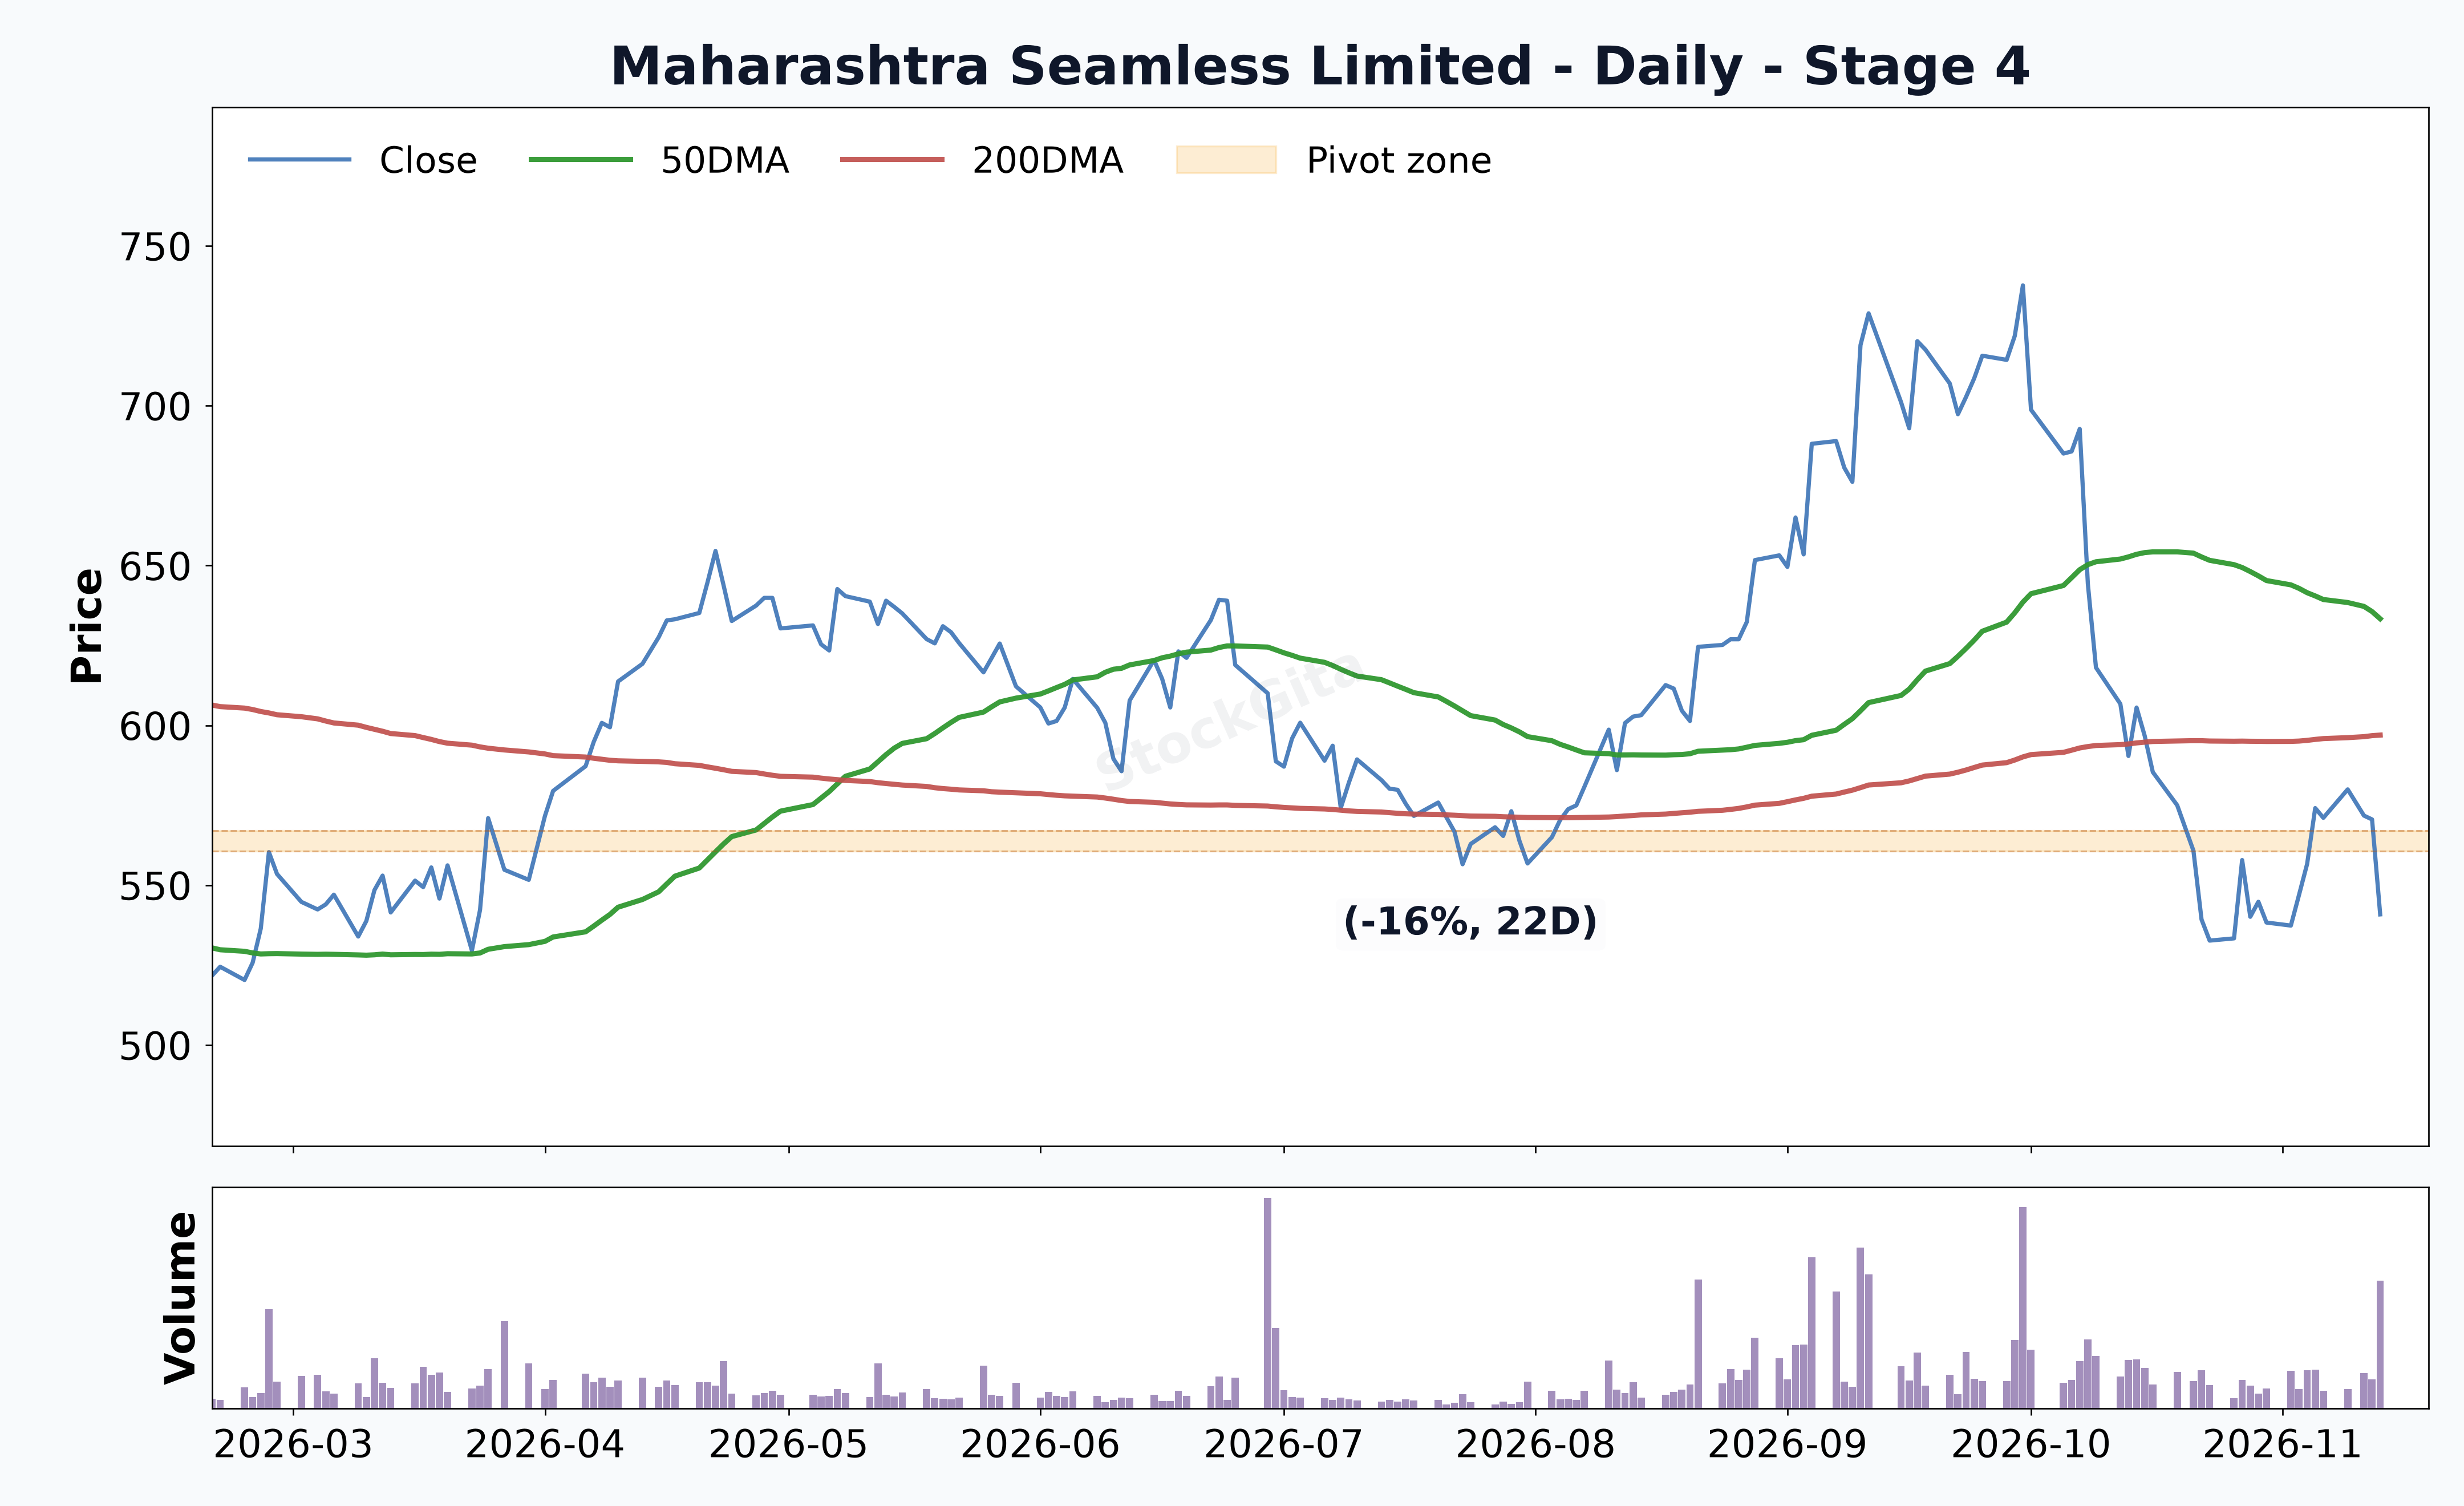 Maharashtra Seamless Limited - Daily - Stage 4
Close 50DMA 200DMA Pivot zone
750
700
650
600
550
500
Price
StockGita
(-16%, 22D)
Volume
2026-03 2026-04 2026-05 2026-06 2026-07 2026-08 2026-09 2026-10 2026-11